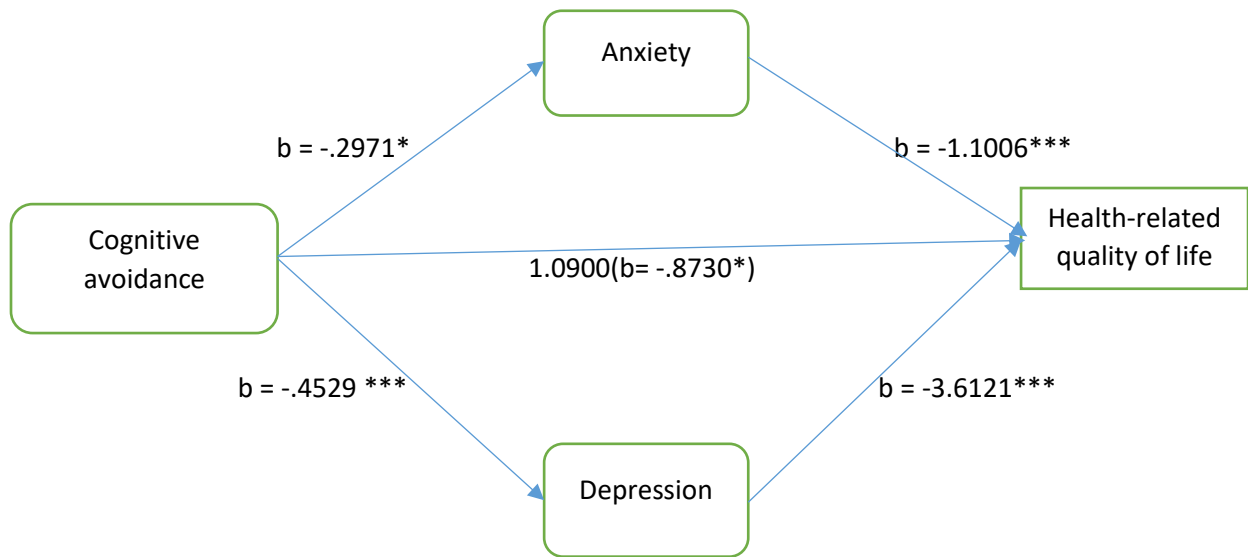 Anxiety
b = -.2971*
b = -1.1006***
Cognitive
avoidance
Health-related
quality of life
1.0900(b= -.8730*)
b = -.4529 ***
b = -3.6121***
Depression